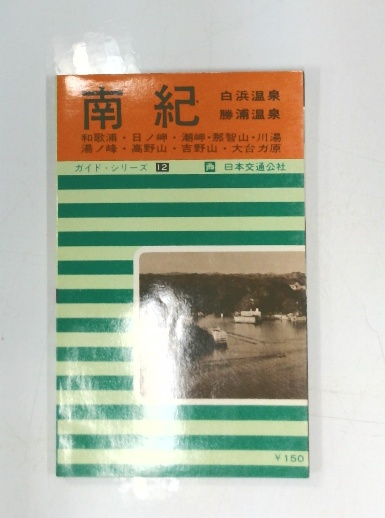 南紀 白浜温泉
勝浦温泉
和歌浦・日ノ岬・潮岬・那智山・川湯
湯ノ峰・高野山・吉野山・大台カ原
ガイド・シリーズ 12 日本交通公社
￥150